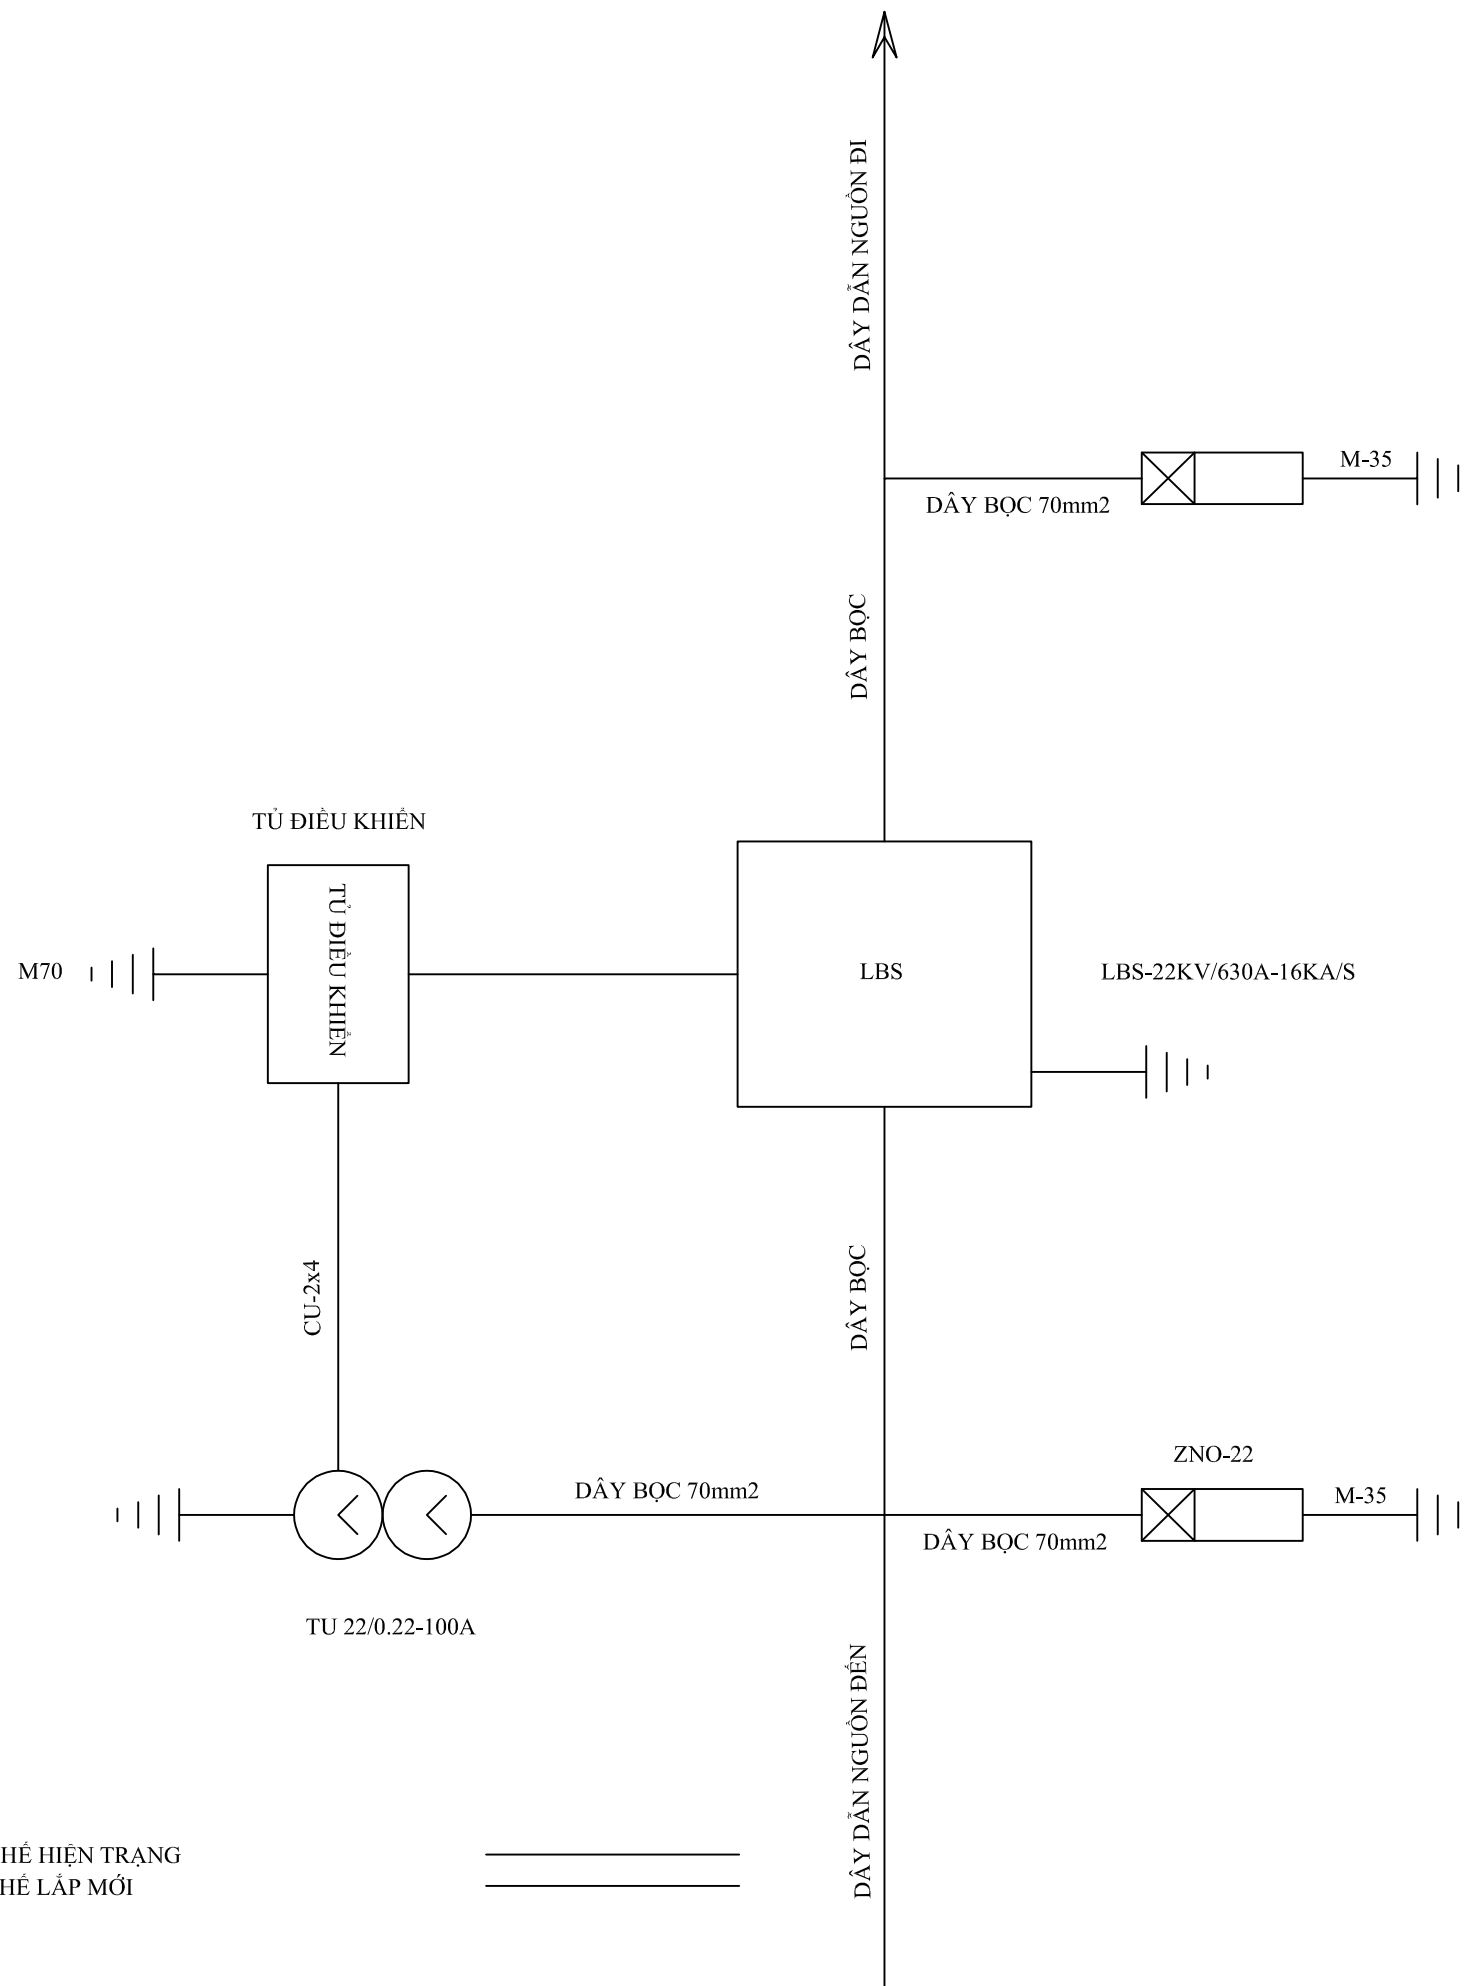 DÂY DẪN NGUỒN ĐI
M-35
DÂY BỌC 70mm2
DÂY BỌC
TỦ ĐIỀU KHIỂN
TỦ ĐIỀU KHIỂN
M70
LBS
LBS-22KV/630A-16KA/S
CU-2x4
DÂY BỌC
ZNO-22
DÂY BỌC 70mm2
M-35
DÂY BỌC 70mm2
TU 22/0.22-100A
DÂY DẪN NGUỒN ĐẾN
HẾ HIỆN TRẠNG
HẾ LẮP MỚI